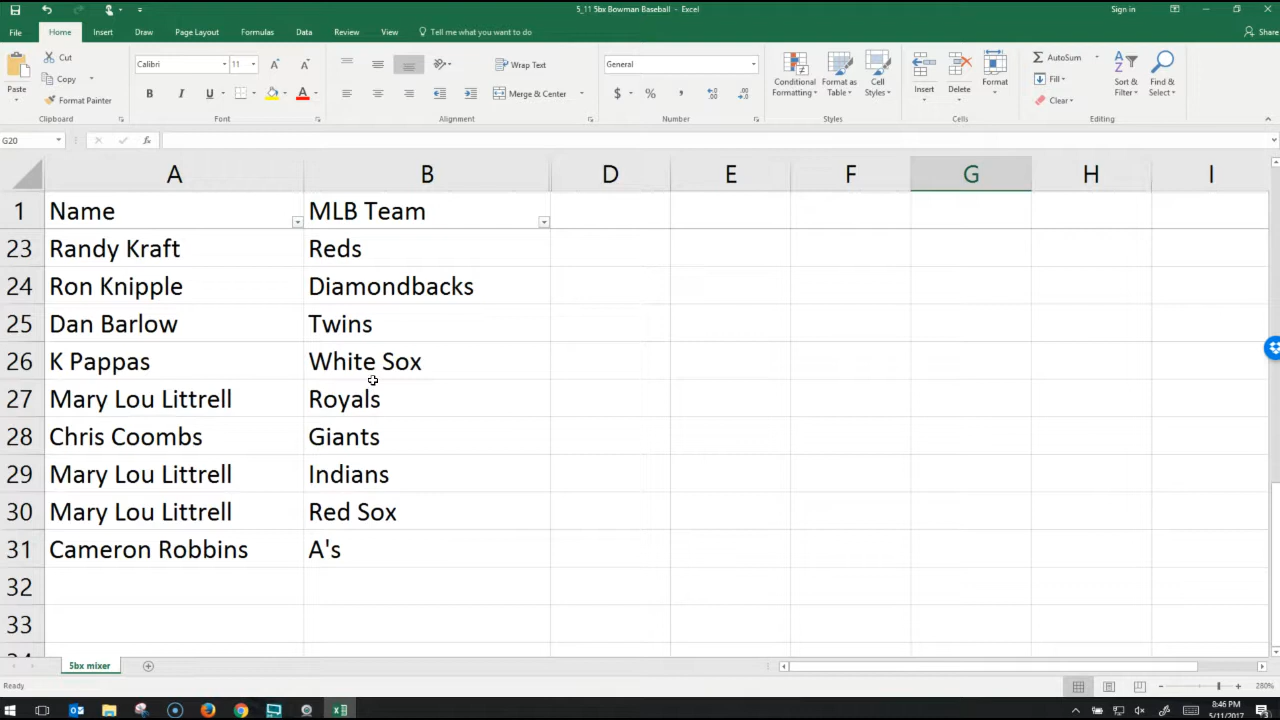 5_11 5bx Bowman Baseball - Excel
Sign in
File Home Insert Draw Page Layout Formulas Data Review View Tell me what you want to do Share
Paste
Cut
Copy
Format Painter
Clipboard
Calibri 11
B I U
Font
Wrap Text
Merge & Center
Alignment
General
$ % ,
Number
Conditional Formatting
Format as Table
Cell Styles
Styles
Insert Delete Format
Cells
AutoSum
Fill
Clear
Sort & Filter
Find & Select
Editing
G20
fx
A B D E F G H I
1 Name MLB Team
23 Randy Kraft Reds
24 Ron Knipple Diamondbacks
25 Dan Barlow Twins
26 K Pappas White Sox
27 Mary Lou Littrell Royals
28 Chris Coombs Giants
29 Mary Lou Littrell Indians
30 Mary Lou Littrell Red Sox
31 Cameron Robbins A's
32
33
5bx mixer
Ready
280%
8:46 PM
5/11/2017